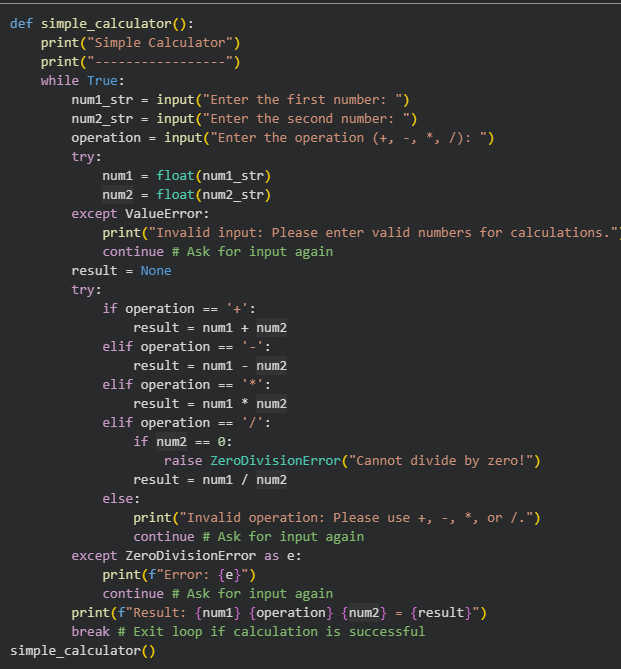 def simple_calculator():
    print("Simple Calculator")
    print("-----------------")
    while True:
        num1_str = input("Enter the first number: ")
        num2_str = input("Enter the second number: ")
        operation = input("Enter the operation (+, -, *, /): ")
        try:
            num1 = float(num1_str)
            num2 = float(num2_str)
        except ValueError:
            print("Invalid input: Please enter valid numbers for calculations.")
            continue # Ask for input again
        result = None
        try:
            if operation == '+':
                result = num1 + num2
            elif operation == '-':
                result = num1 - num2
            elif operation == '*':
                result = num1 * num2
            elif operation == '/':
                if num2 == 0:
                    raise ZeroDivisionError("Cannot divide by zero!")
                result = num1 / num2
            else:
                print("Invalid operation: Please use +, -, *, or /.")
                continue # Ask for input again
        except ZeroDivisionError as e:
            print(f"Error: {e}")
            continue # Ask for input again
        print(f"Result: {num1} {operation} {num2} = {result}")
        break # Exit loop if calculation is successful
simple_calculator()